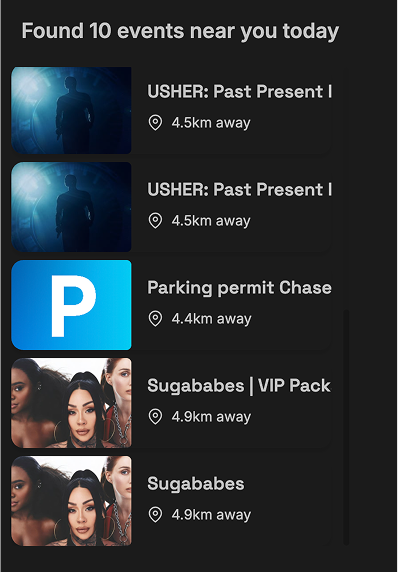 Found 10 events near you today
USHER: Past Present I
4.5km away
USHER: Past Present I
4.5km away
P
Parking permit Chase
4.4km away
Sugababes | VIP Pack
4.9km away
Sugababes
4.9km away